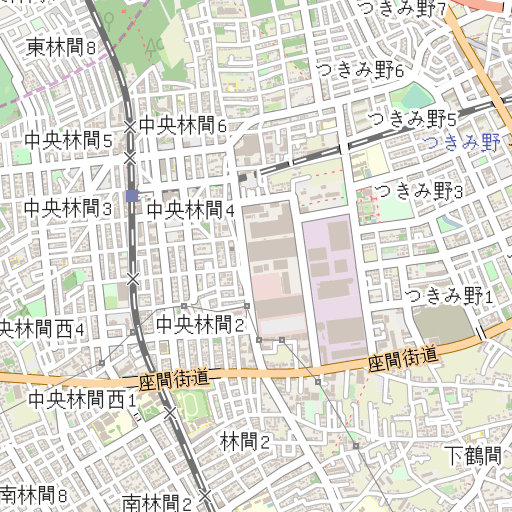 つきみ野7
東林間8
つきみ野6
つきみ野5
中央林間6
中央林間5
つきみ野
つきみ野3
中央林間3
中央林間4
つきみ野1
中央林間2
央林間西4
座間街道
座間街道
中央林間西1
林間2
下鶴間
南林間8
南林間2